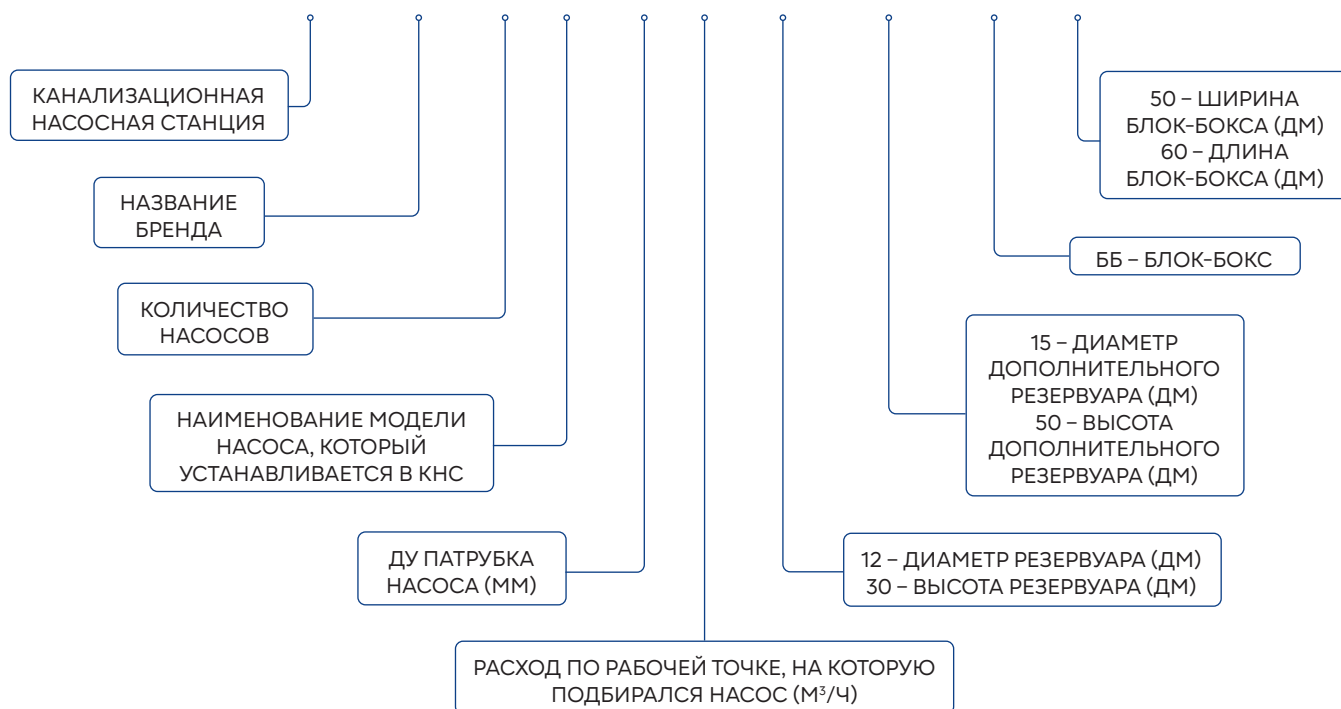 КАНАЛИЗАЦИОННАЯ
НАСОСНАЯ СТАНЦИЯ
НАЗВАНИЕ
БРЕНДА
КОЛИЧЕСТВО
НАСОСОВ
НАИМЕНОВАНИЕ МОДЕЛИ
НАСОСА, КОТОРЫЙ
УСТАНАВЛИВАЕТСЯ В КНС
ДУ ПАТРУБКА
НАСОСА (ММ)
РАСХОД ПО РАБОЧЕЙ ТОЧКЕ, НА КОТОРУЮ
ПОДБИРАЛСЯ НАСОС (М³/Ч)
12 – ДИАМЕТР РЕЗЕРВУАРА (ДМ)
30 – ВЫСОТА РЕЗЕРВУАРА (ДМ)
15 – ДИАМЕТР
ДОПОЛНИТЕЛЬНОГО
РЕЗЕРВУАРА (ДМ)
50 – ВЫСОТА
ДОПОЛНИТЕЛЬНОГО
РЕЗЕРВУАРА (ДМ)
ББ – БЛОК-БОКС
50 – ШИРИНА
БЛОК-БОКСА (ДМ)
60 – ДЛИНА
БЛОК-БОКСА (ДМ)